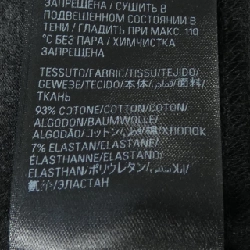 ЗАПРЕЩЕНА / СУШИТЬ В
ПОДВЕШЕННОМ СОСТОЯНИИ В
ТЕНИ / ГЛАДИТЬ ПРИ МАКС. 110
°С БЕЗ ПАРА / ХИМЧИСТКА
ЗАПРЕЩЕНА
TESSUTO/FABRIC/TISSU/TEJIDO/
GEWEBE/TECIDO/本体/
ТКАНЬ
93% COTONE/COTTON/COTON/
ALGODON/BAUMWOLLE/
ALGODÃO/コットン/ /棉/ХЛОПОК
7% ELASTAN/ELASTANE/
ELASTHANNE/ELASTANO/
ELASTHAN/ポリウレタン/
/ЭЛАСТАН